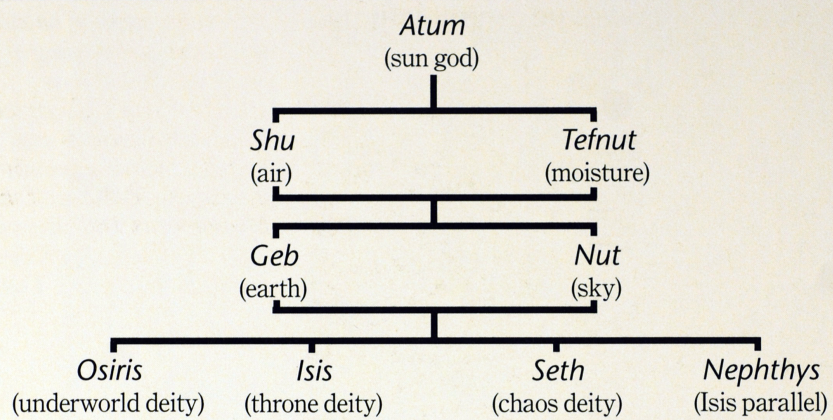 Atum
(sun god)
Shu Tefnut
(air) (moisture)
Geb Nut
(earth) (sky)
Osiris Isis Seth Nephthys
(underworld deity) (throne deity) (chaos deity) (Isis parallel)